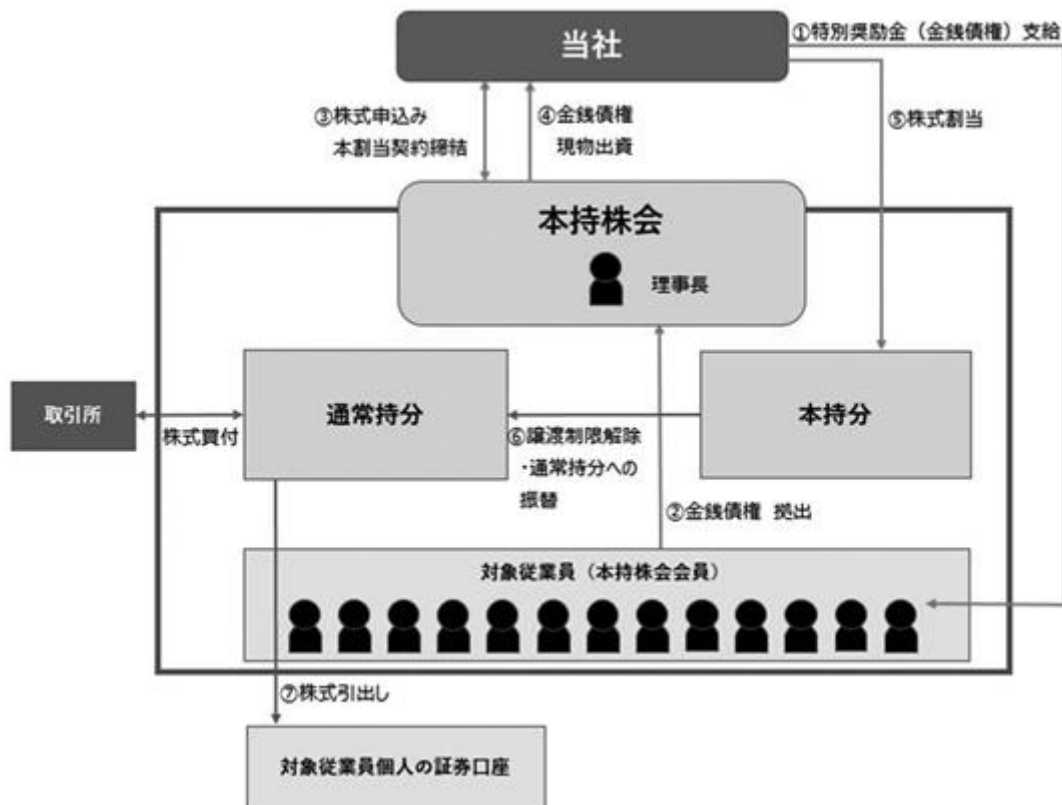 当社
①特別奨励金（金銭債権）支給
③株式申込み
本割当契約締結
④金銭債権
現物出資
⑤株式割当
本持株会
理事長
取引所
株式買付
通常持分
本持分
⑥譲渡制限解除
・通常持分への
振替
②金銭債権 拠出
対象従業員（本持株会会員）
⑦株式引出し
対象従業員個人の証券口座